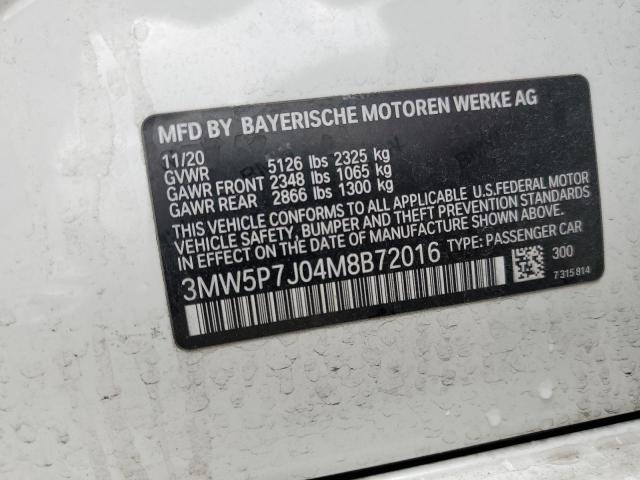 MFD BY BAYERISCHE MOTOREN WERKE AG
11/20
GVWR 5126 lbs 2325 kg
GAWR FRONT 2348 lbs 1065 kg
GAWR REAR 2866 lbs 1300 kg
THIS VEHICLE CONFORMS TO ALL APPLICABLE U.S. FEDERAL MOTOR
VEHICLE SAFETY, BUMPER AND THEFT PREVENTION STANDARDS
IN EFFECT ON THE DATE OF MANUFACTURE SHOWN ABOVE.
3MW5P7J04M8B72016 TYPE: PASSENGER CAR
300
7 315 814